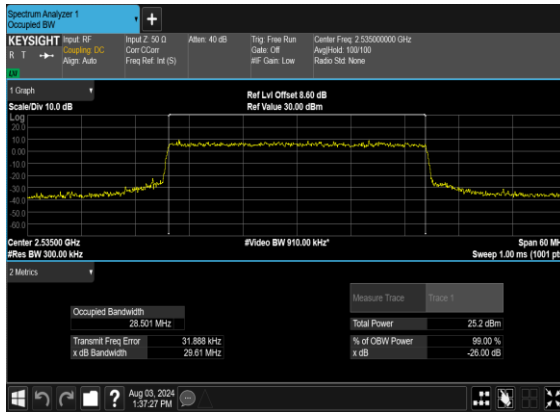 Spectrum Analyzer 1
Occupied BW
KEYSIGHT
R T
LXI
Input: RF
Coupling: DC
Align: Auto
Input Z: 50 Ω
Corr CCorr
Freq Ref: Int (S)
Atten: 40 dB
Trig: Free Run
Gate: Off
#IF Gain: Low
Center Freq: 2.535000000 GHz
Avg|Hold: 100/100
Radio Std: None
1 Graph
Scale/Div 10.0 dB
Ref Lvl Offset 8.60 dB
Ref Value 30.00 dBm
Log
20.0
10.0
0.00
-10.0
-20.0
-30.0
-40.0
-50.0
-60.0
Center 2.53500 GHz
#Res BW 300.00 kHz
#Video BW 910.00 kHz*
Span 60 MH
Sweep 1.00 ms (1001 pt
2 Metrics
Measure Trace
Trace 1
Occupied Bandwidth
28.501 MHz
Total Power
25.2 dBm
Transmit Freq Error
31.888 kHz
% of OBW Power
99.00 %
x dB Bandwidth
29.61 MHz
x dB
-26.00 dB
?
Aug 03, 2024
1:37:27 PM